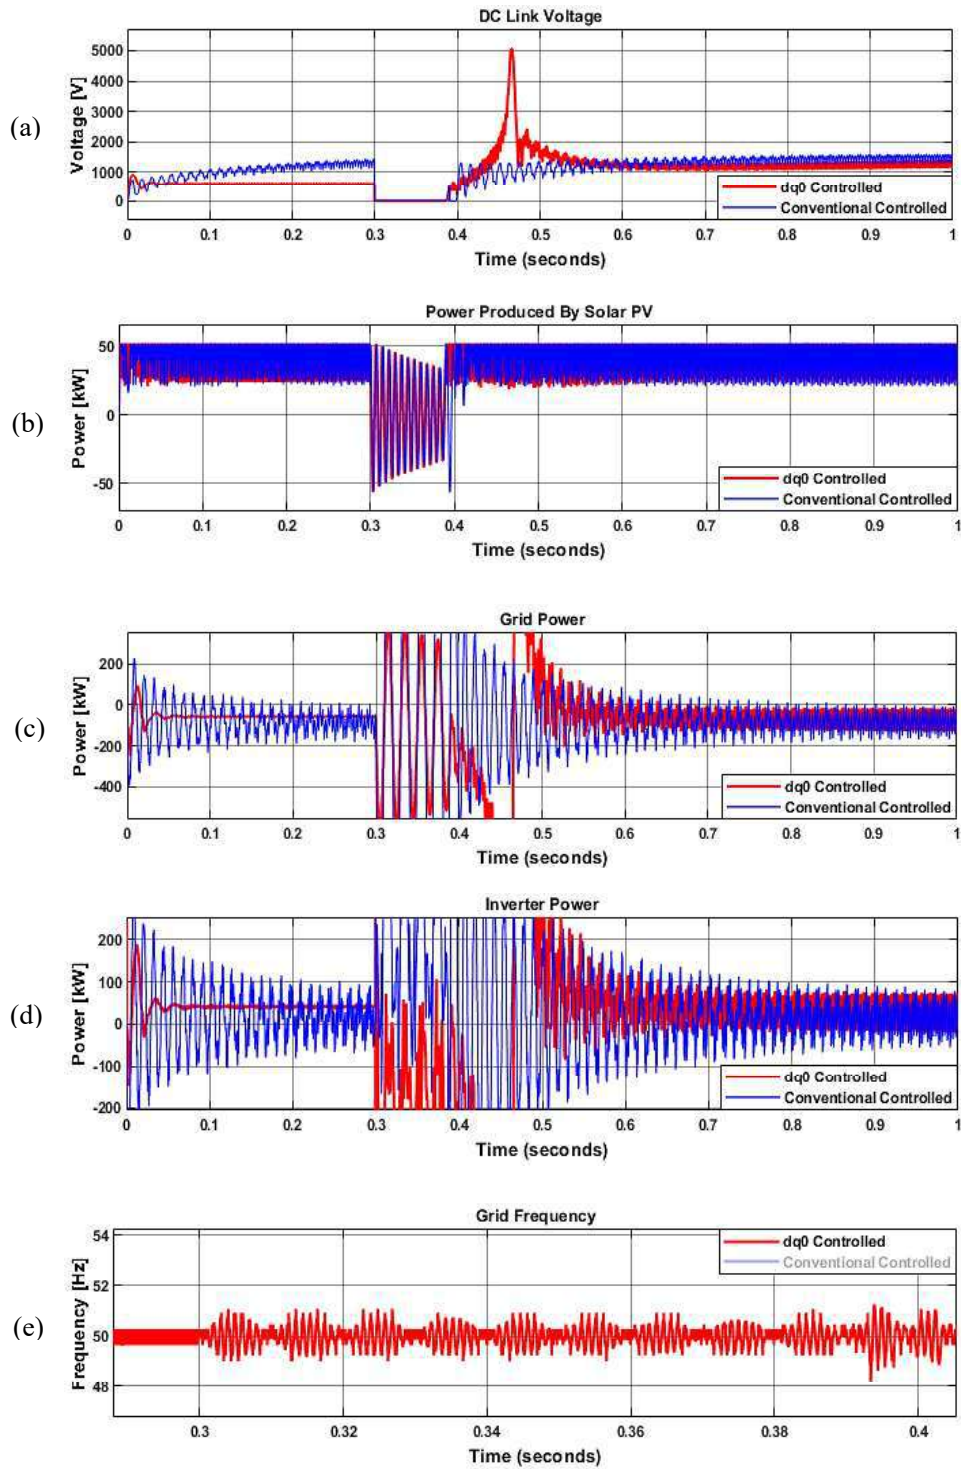 DC Link Voltage
(a)
Voltage [V]
5000
4000
3000
2000
1000
0
dq0 Controlled
Conventional Controlled
0 0.1 0.2 0.3 0.4 0.5 0.6 0.7 0.8 0.9 1
Time (seconds)
Power Produced By Solar PV
(b)
Power [kW]
50
0
-50
dq0 Controlled
Conventional Controlled
0 0.1 0.2 0.3 0.4 0.5 0.6 0.7 0.8 0.9 1
Time (seconds)
Grid Power
(c)
Power [kW]
200
0
-200
-400
dq0 Controlled
Conventional Controlled
0 0.1 0.2 0.3 0.4 0.5 0.6 0.7 0.8 0.9 1
Time (seconds)
Inverter Power
(d)
Power [kW]
200
100
0
-100
-200
dq0 Controlled
Conventional Controlled
0 0.1 0.2 0.3 0.4 0.5 0.6 0.7 0.8 0.9 1
Time (seconds)
Grid Frequency
(e)
Frequency [Hz]
54
52
50
48
dq0 Controlled
Conventional Controlled
0.3 0.32 0.34 0.36 0.38 0.4
Time (seconds)